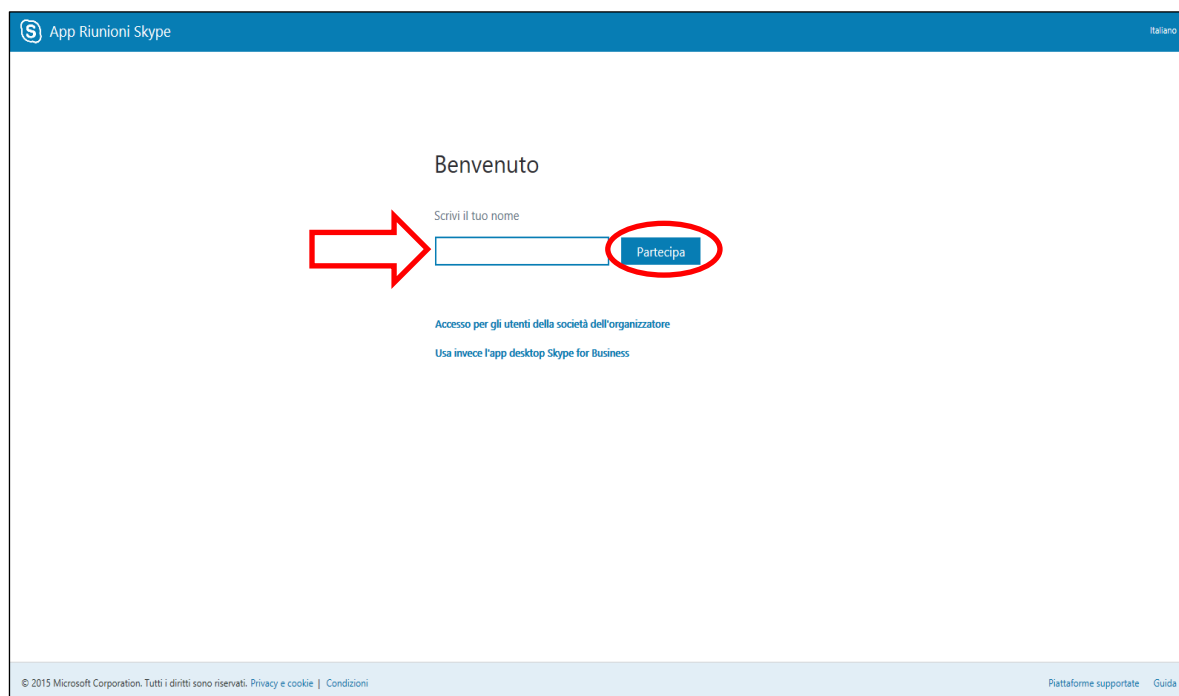 App Riunioni Skype
Italiano
Benvenuto
Scrivi il tuo nome
Partecipa
Accesso per gli utenti della società dell'organizzatore
Usa invece l'app desktop Skype for Business
© 2015 Microsoft Corporation. Tutti i diritti sono riservati. Privacy e cookie | Condizioni
Piattaforme supportate Guida